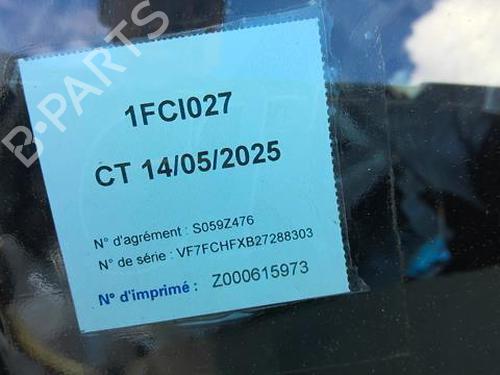 B-PARTS
1FCI027
CT 14/05/2025
N° d'agrément : S059Z476
N° de série : VF7FCHFXB27288303
N° d'imprimé : Z000615973